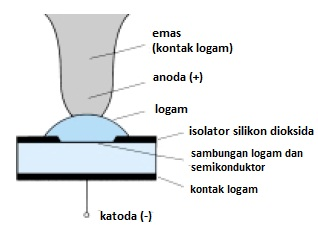 emas
(kontak logam)
anoda (+)
logam
isolator silikon dioksida
sambungan logam dan
semikonduktor
kontak logam
katoda (-)